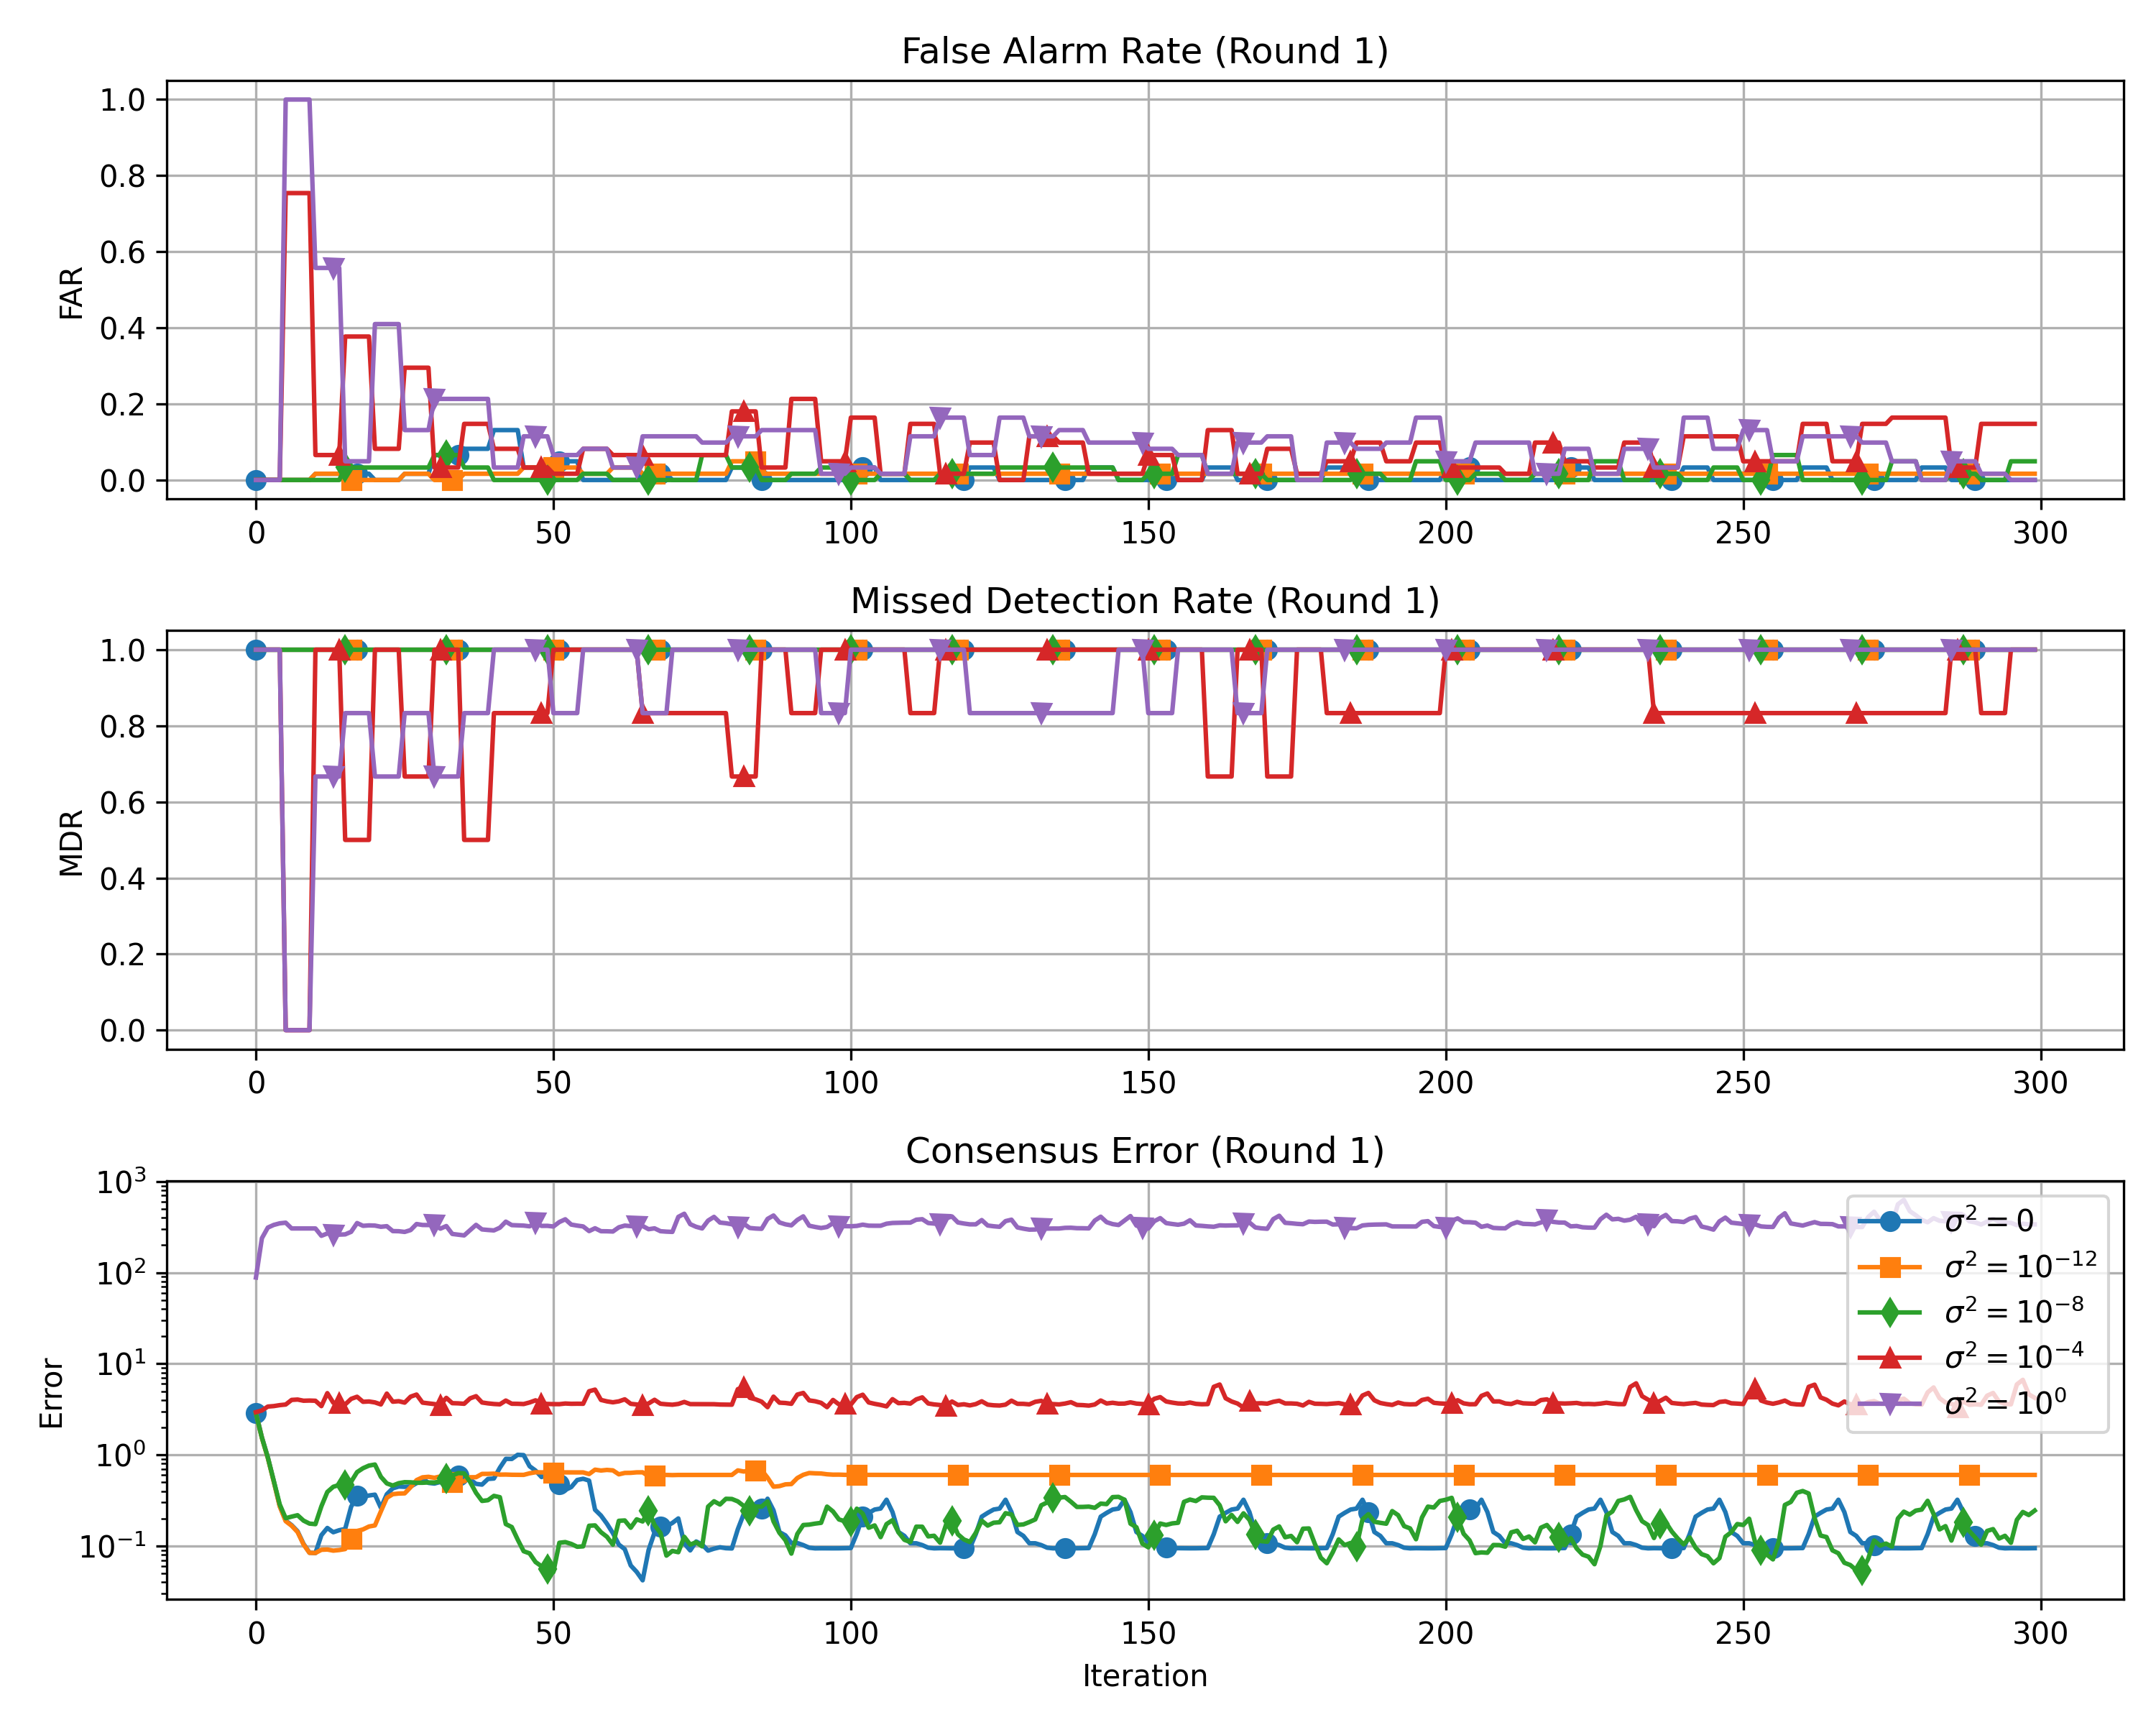 False Alarm Rate (Round 1)
FAR
1.0
0.8
0.6
0.4
0.2
0.0
0 50 100 150 200 250 300
Missed Detection Rate (Round 1)
MDR
1.0
0.8
0.6
0.4
0.2
0.0
0 50 100 150 200 250 300
Consensus Error (Round 1)
Error
10³
10²
10¹
10⁰
10⁻¹
σ² = 0
σ² = 10⁻¹²
σ² = 10⁻⁸
σ² = 10⁻⁴
σ² = 10⁰
0 50 100 150 200 250 300
Iteration